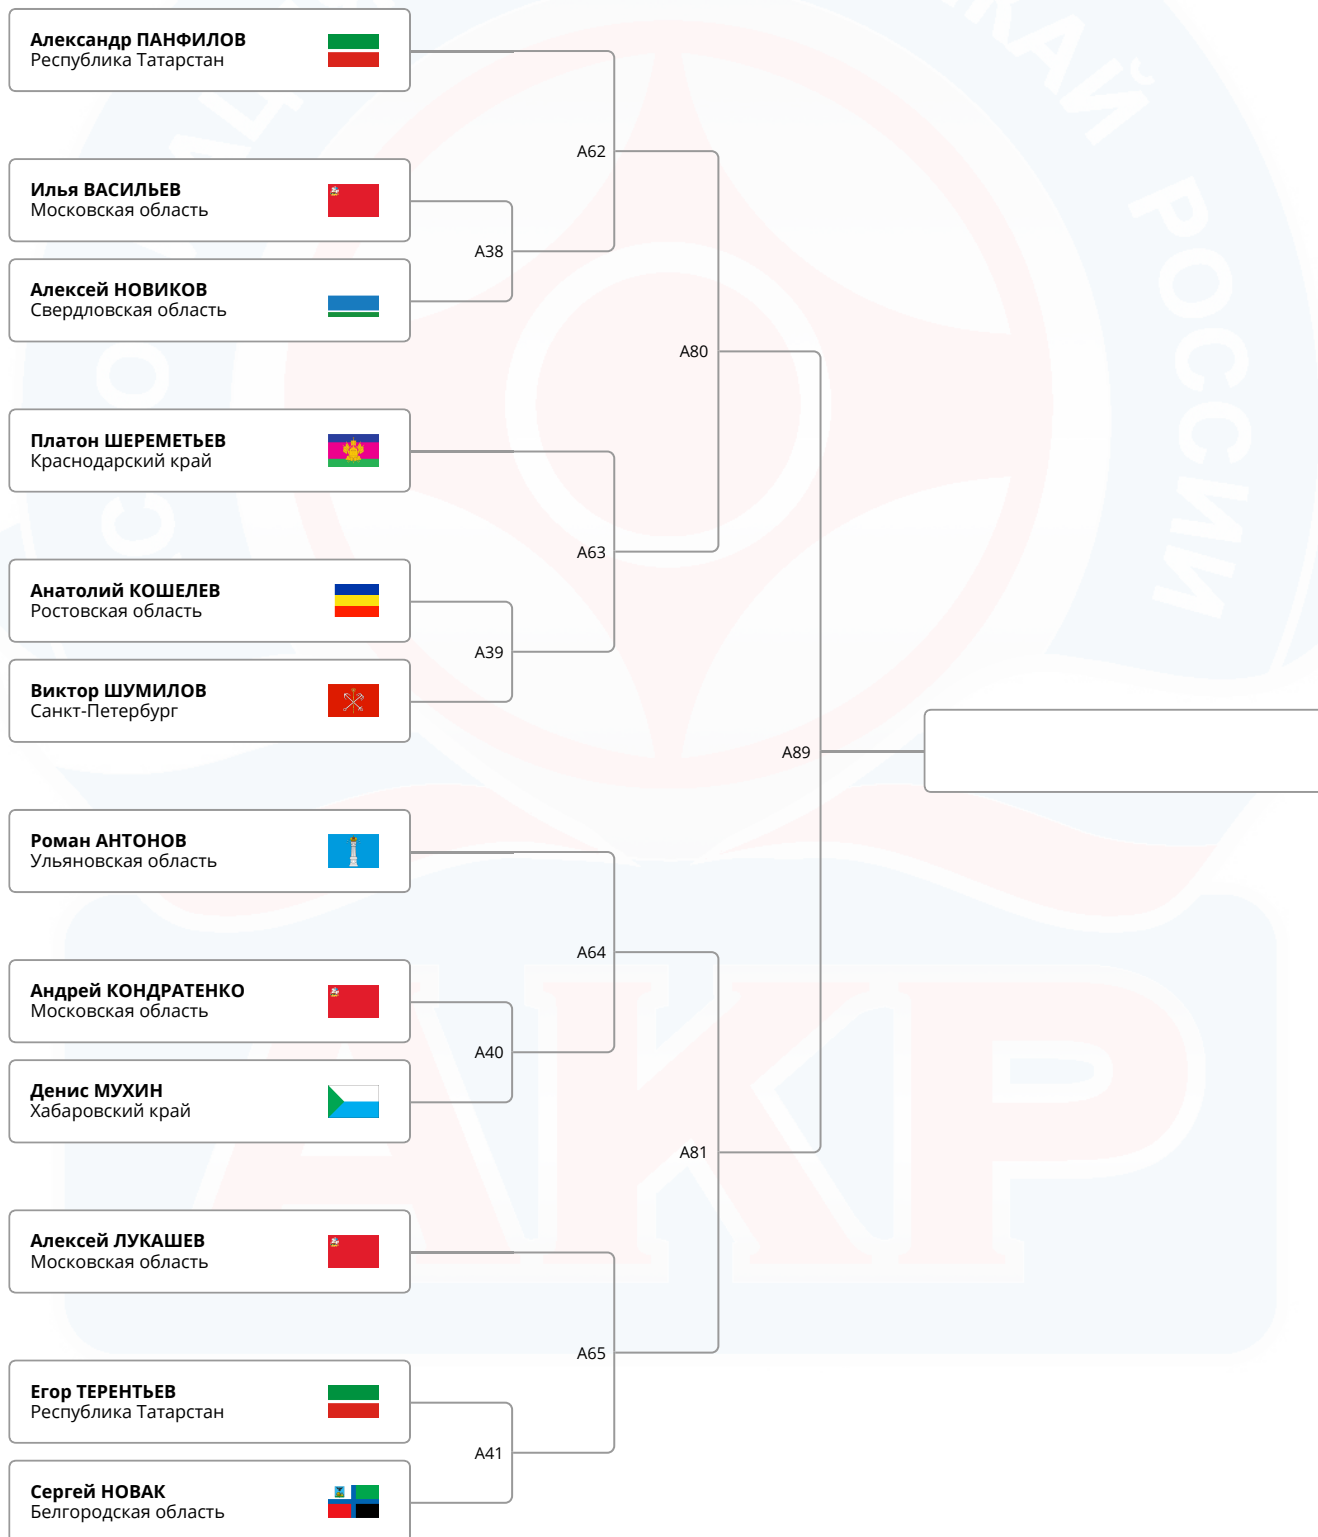 Александр ПАНФИЛОВ
Республика Татарстан
A62
Илья ВАСИЛЬЕВ
Московская область
A38
Алексей НОВИКОВ
Свердловская область
A80
Платон ШЕРЕМЕТЬЕВ
Краснодарский край
A63
Анатолий КОШЕЛЕВ
Ростовская область
A39
Виктор ШУМИЛОВ
Санкт-Петербург
A89
Роман АНТОНОВ
Ульяновская область
A64
Андрей КОНДРАТЕНКО
Московская область
A40
Денис МУХИН
Хабаровский край
A81
Алексей ЛУКАШЕВ
Московская область
A65
Егор ТЕРЕНТЬЕВ
Республика Татарстан
A41
Сергей НОВАК
Белгородская область
РОССИИ
АКР